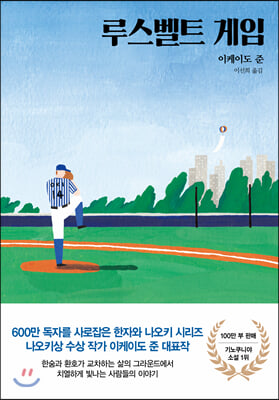 루스벨트 게임
이케이도 준
이선희 옮김
4
600만 독자를 사로잡은 한자와 나오키 시리즈
나오키상 수상 작가 이케이도 준 대표작
한숨과 환호가 교차하는 삶의 그라운드에서
치열하게 빛나는 사람들의 이야기
100만 부 판매
기노쿠니야
소설 1위